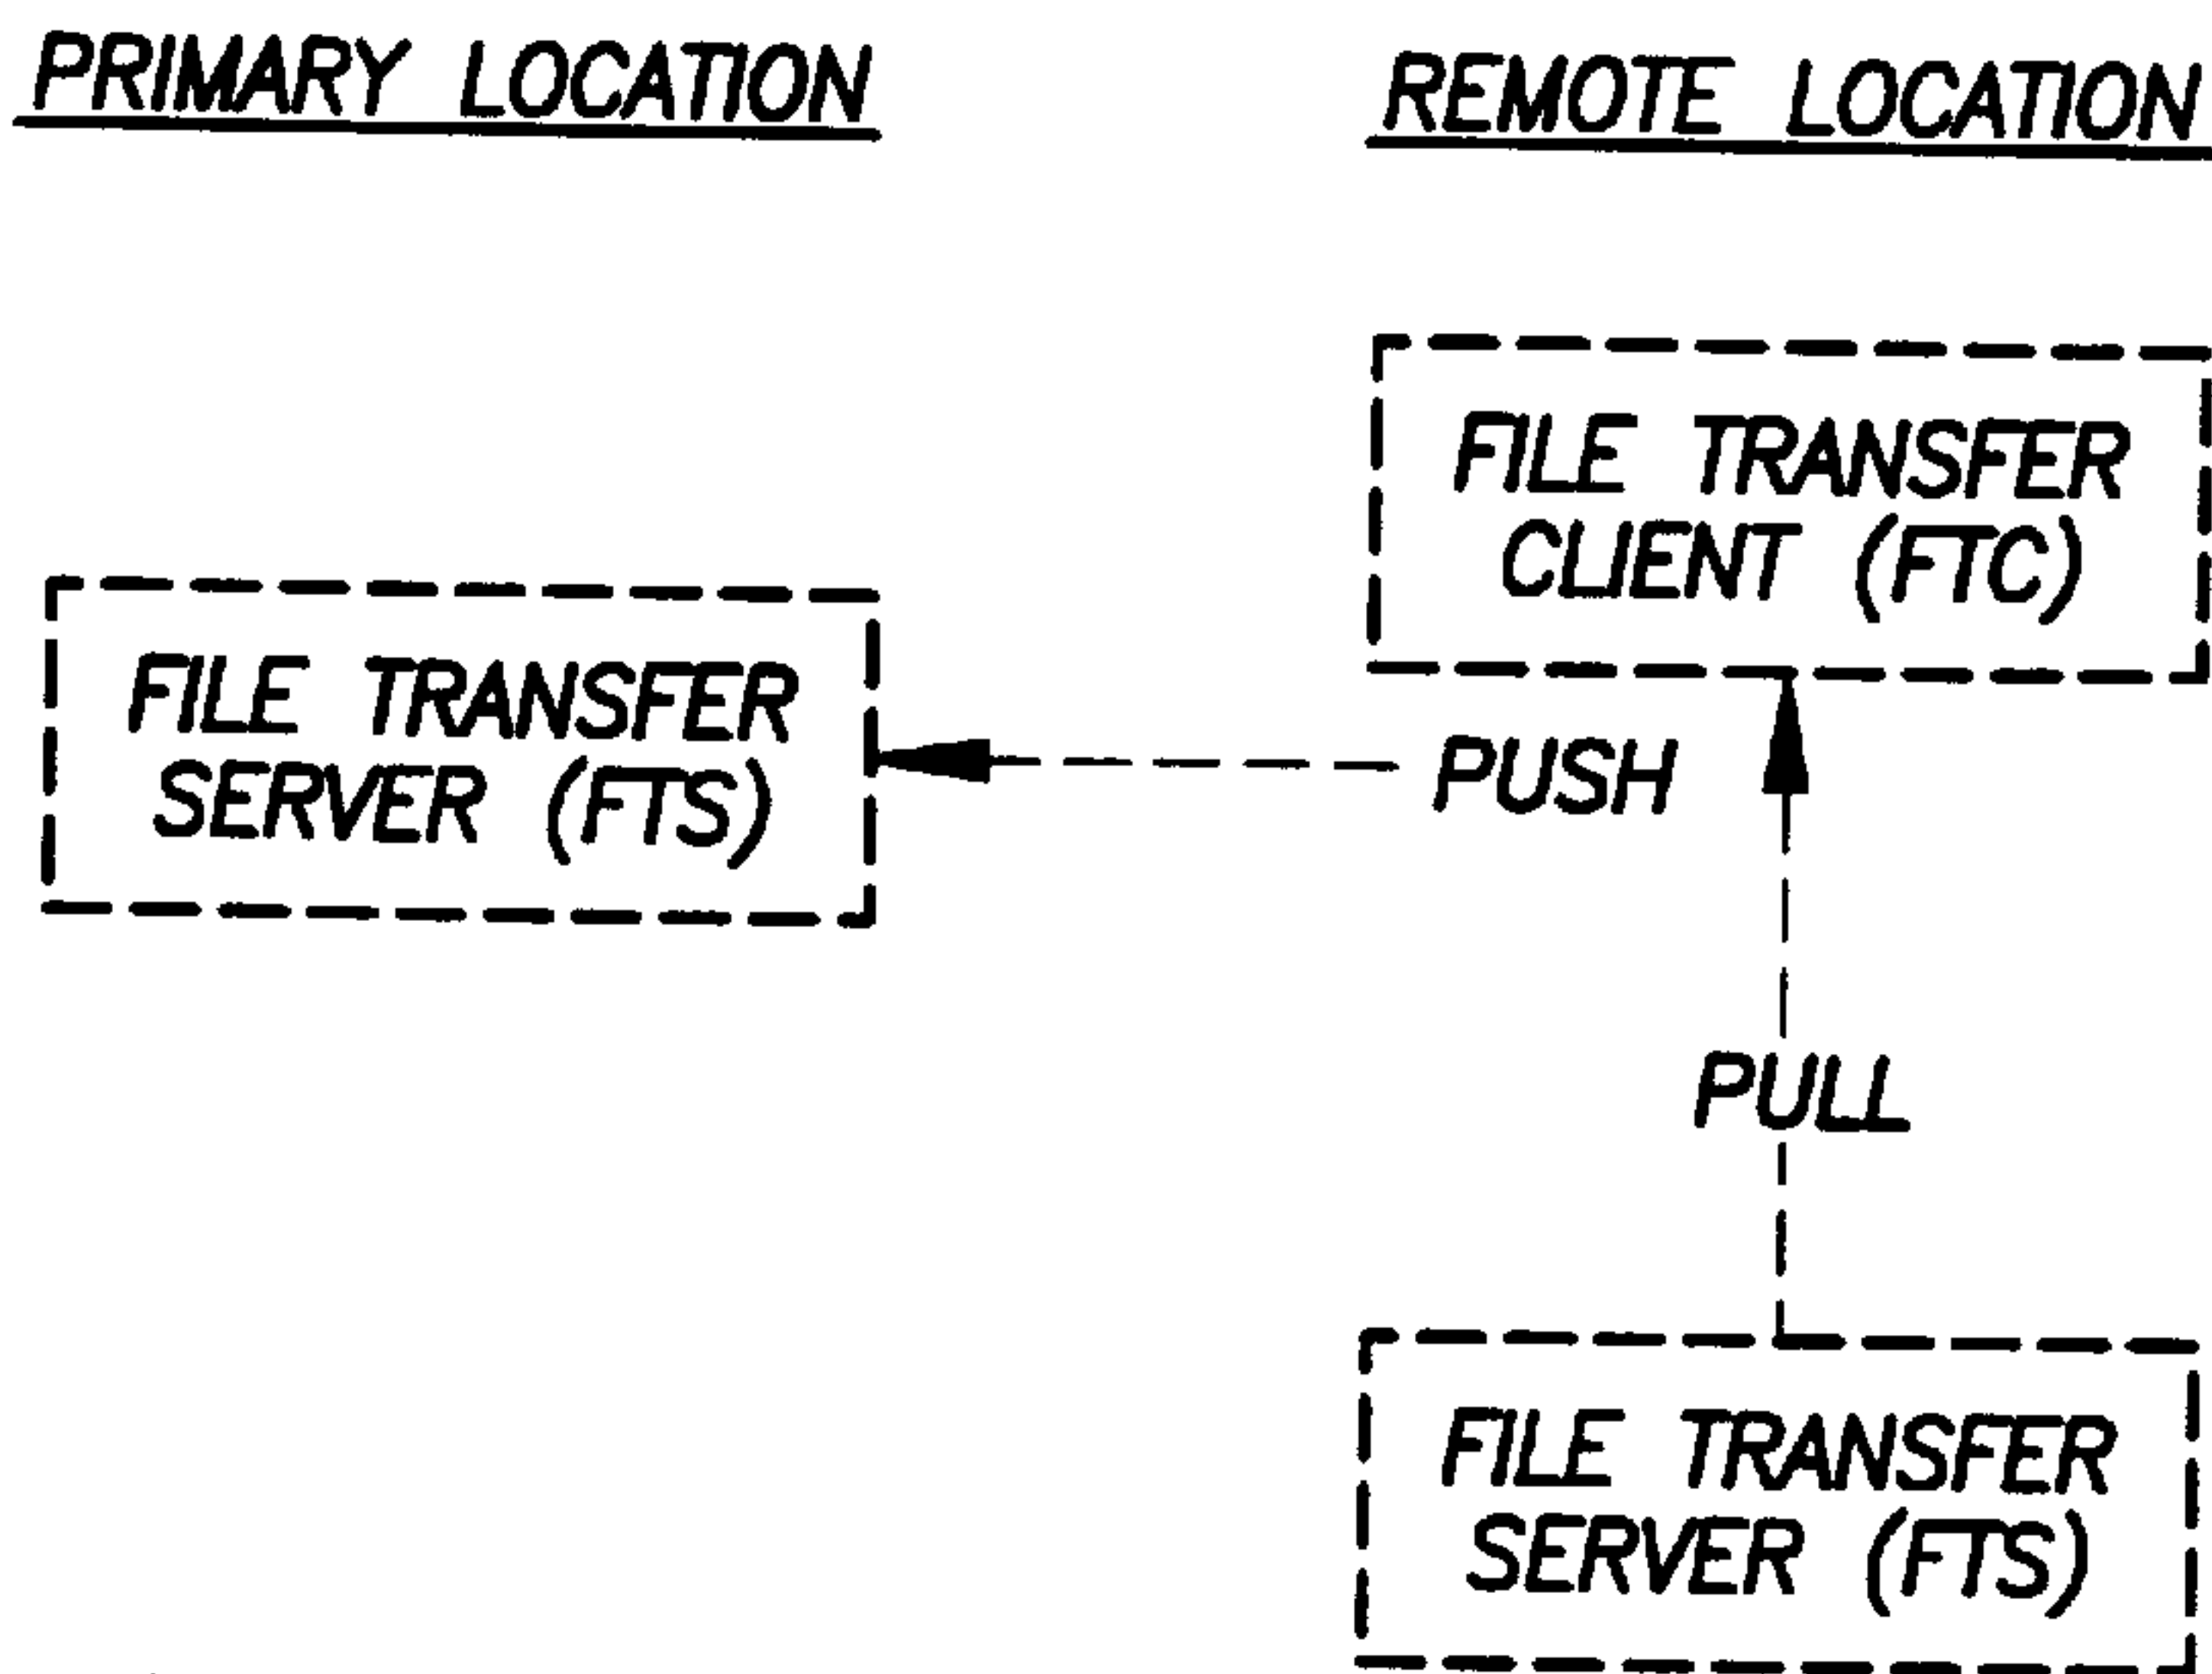 PRIMARY LOCATION
REMOTE LOCATION
FILE TRANSFER
CLIENT (FTC)
FILE TRANSFER
SERVER (FTS)
PUSH
PULL
FILE TRANSFER
SERVER (FTS)